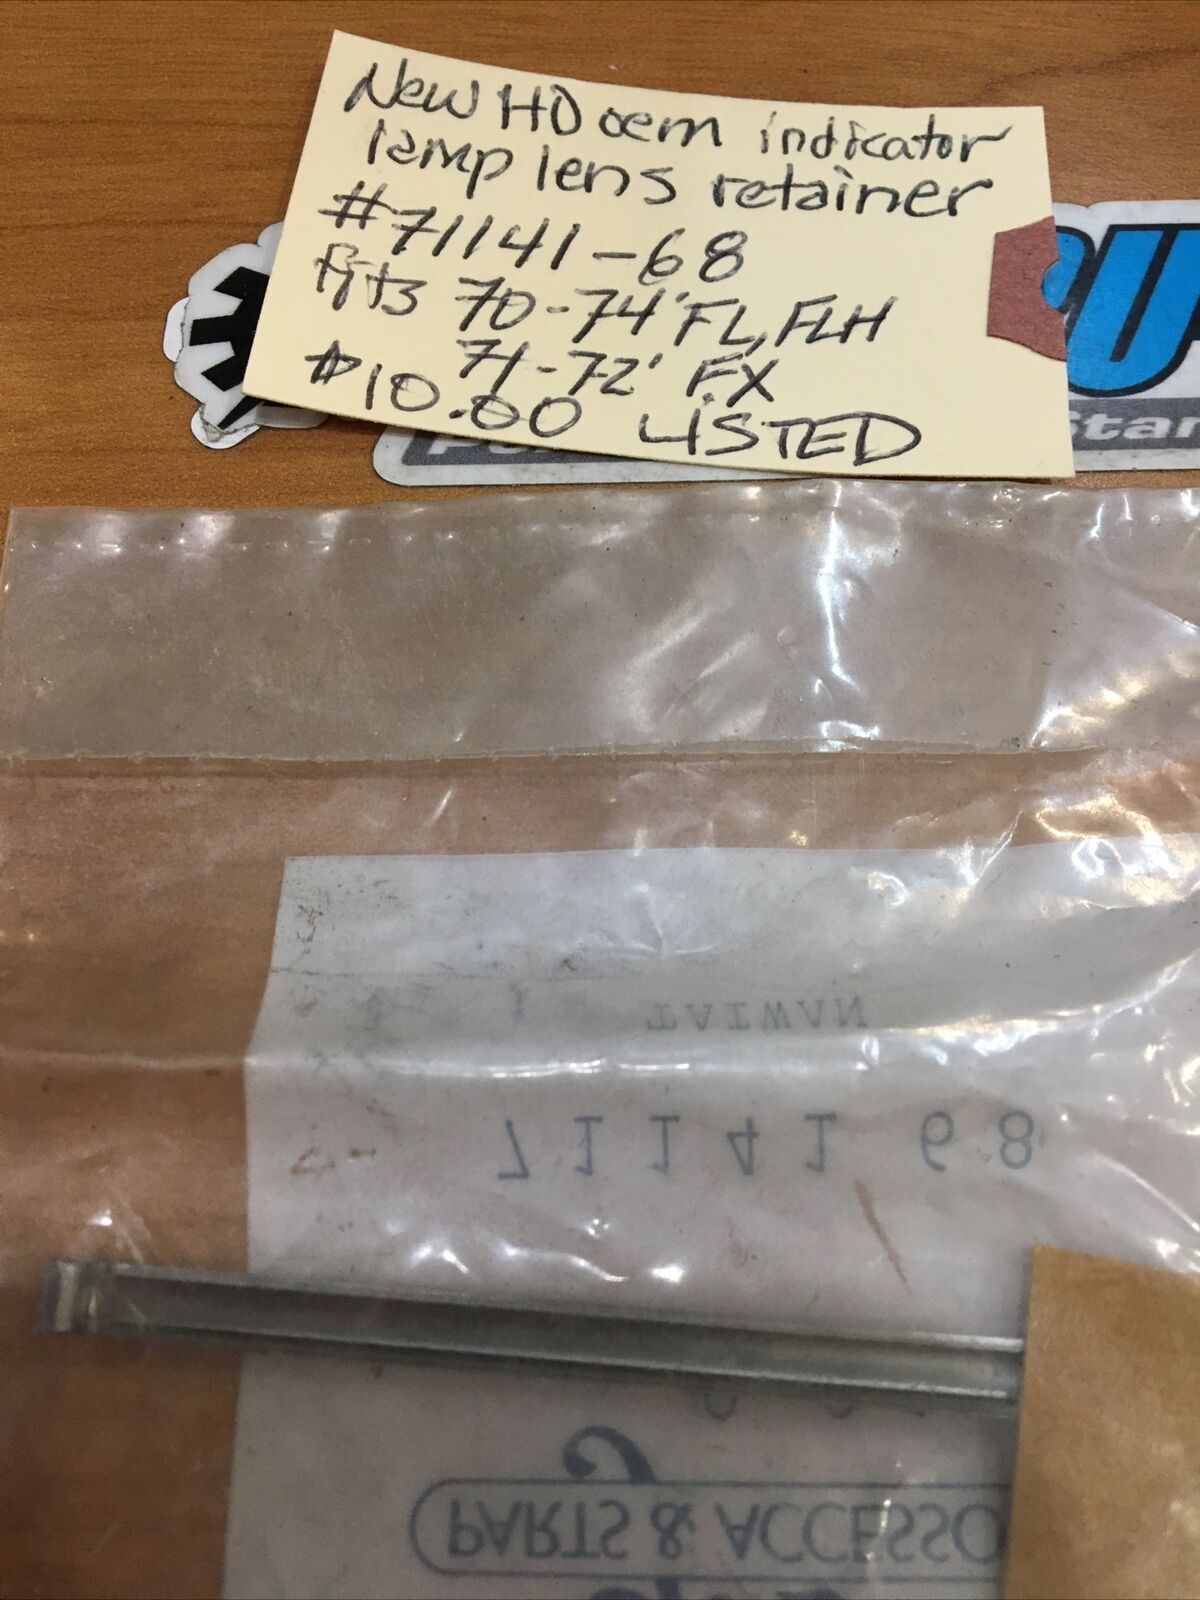 New HD oem indicator
lamp lens retainer
#71141-68
Fits 70-74' FL, FLH
71-72' FX
$10.00 LISTED
U
Star
TAIWAN
71141 68
PARTS & ACCESSO